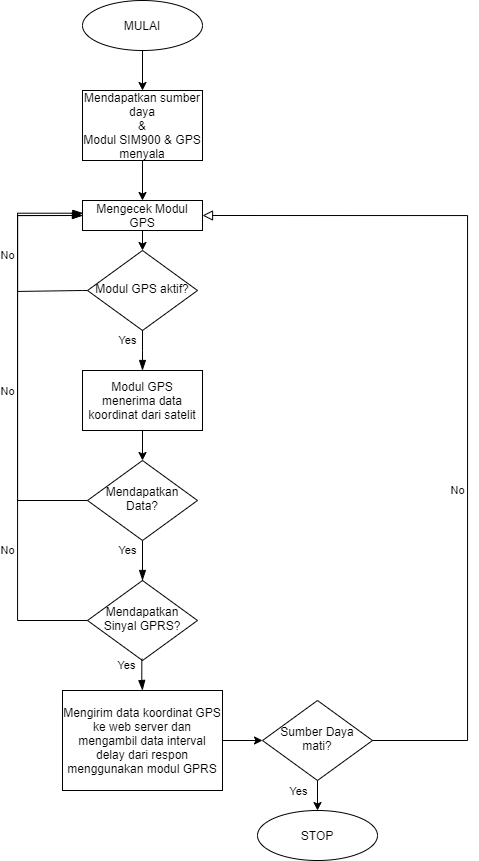 MULAI
Mendapatkan sumber
daya
&
Modul SIM900 & GPS
menyala
Mengecek Modul
GPS
No
Modul GPS aktif?
Yes
Modul GPS
menerima data
koordinat dari satelit
No
Mendapatkan
Data?
No
Yes
No
Mendapatkan
Sinyal GPRS?
Yes
Mengirim data koordinat GPS
ke web server dan
mengambil data interval
delay dari respon
menggunakan modul GPRS
Sumber Daya
mati?
Yes
STOP